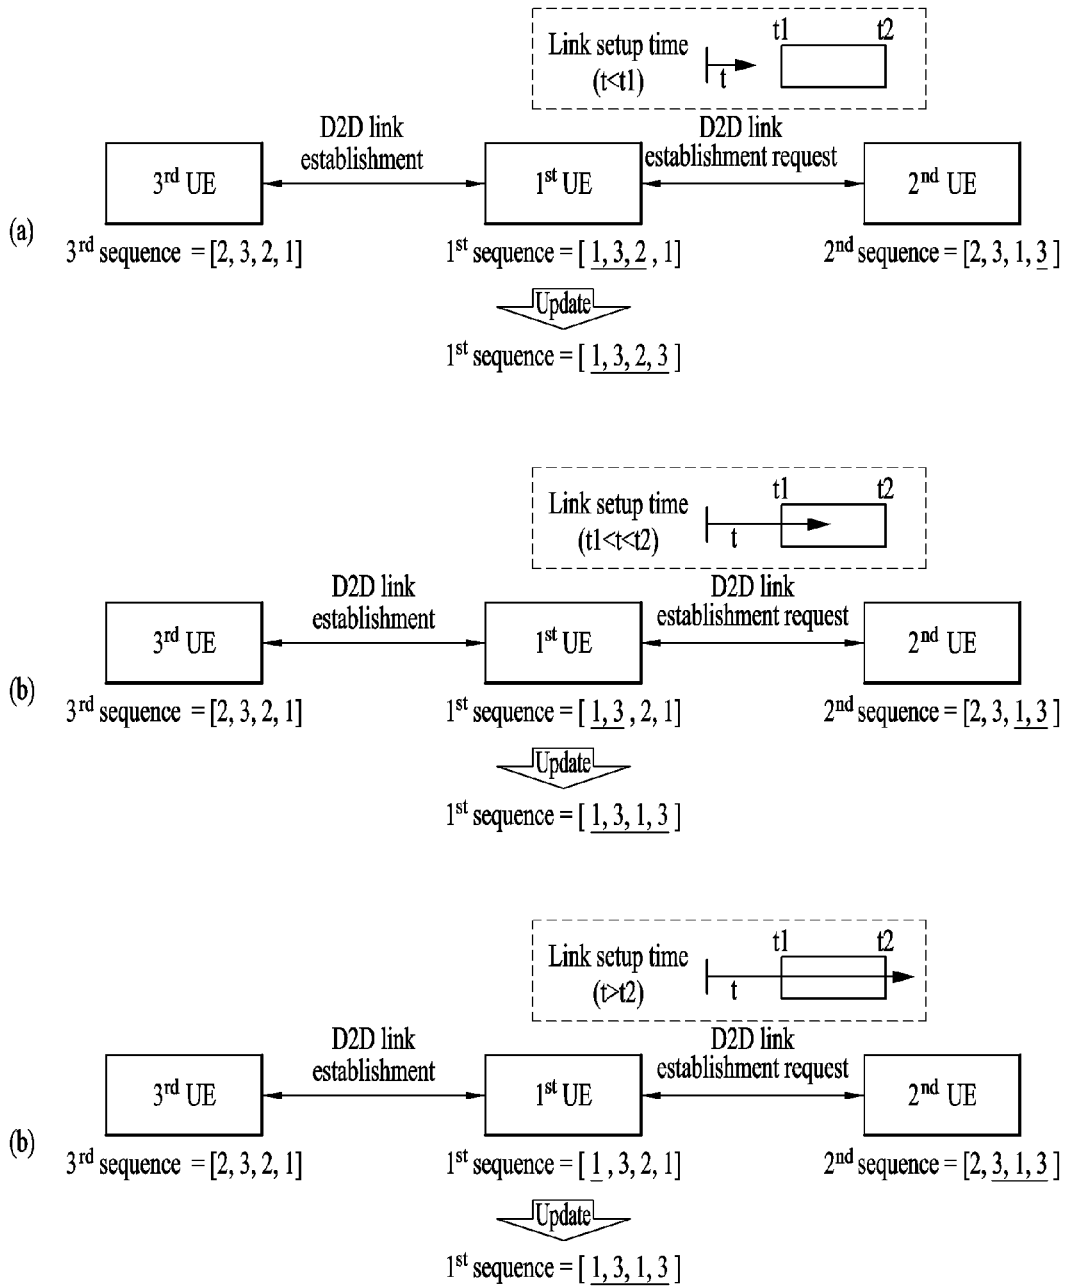 Link setup time
(t<t1)
t
t1
t2
D2D link
establishment
D2D link
establishment request
3rd UE
1st UE
2nd UE
(a)
3rd sequence = [2, 3, 2, 1]
1st sequence = [ 1, 3, 2 , 1]
2nd sequence = [2, 3, 1, 3 ]
Update
1st sequence = [ 1, 3, 2, 3 ]
Link setup time
(t1<t<t2)
t
t1
t2
D2D link
establishment
D2D link
establishment request
3rd UE
1st UE
2nd UE
(b)
3rd sequence = [2, 3, 2, 1]
1st sequence = [ 1, 3 , 2, 1]
2nd sequence = [2, 3, 1, 3 ]
Update
1st sequence = [ 1, 3, 1, 3 ]
Link setup time
(t>t2)
t
t1
t2
D2D link
establishment
D2D link
establishment request
3rd UE
1st UE
2nd UE
(b)
3rd sequence = [2, 3, 2, 1]
1st sequence = [ 1 , 3, 2, 1]
2nd sequence = [2, 3, 1, 3 ]
Update
1st sequence = [ 1, 3, 1, 3 ]